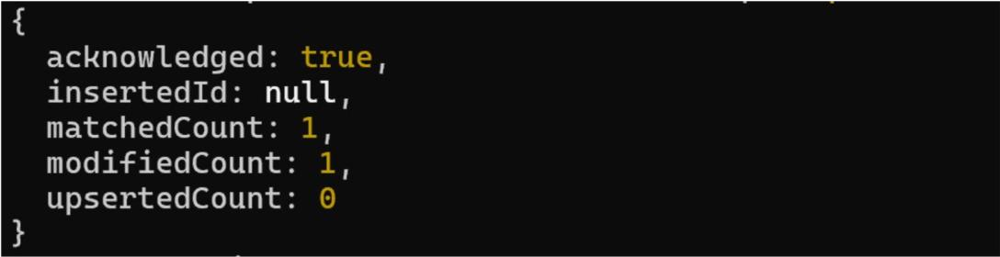 {
  acknowledged: true,
  insertedId: null,
  matchedCount: 1,
  modifiedCount: 1,
  upsertedCount: 0
}